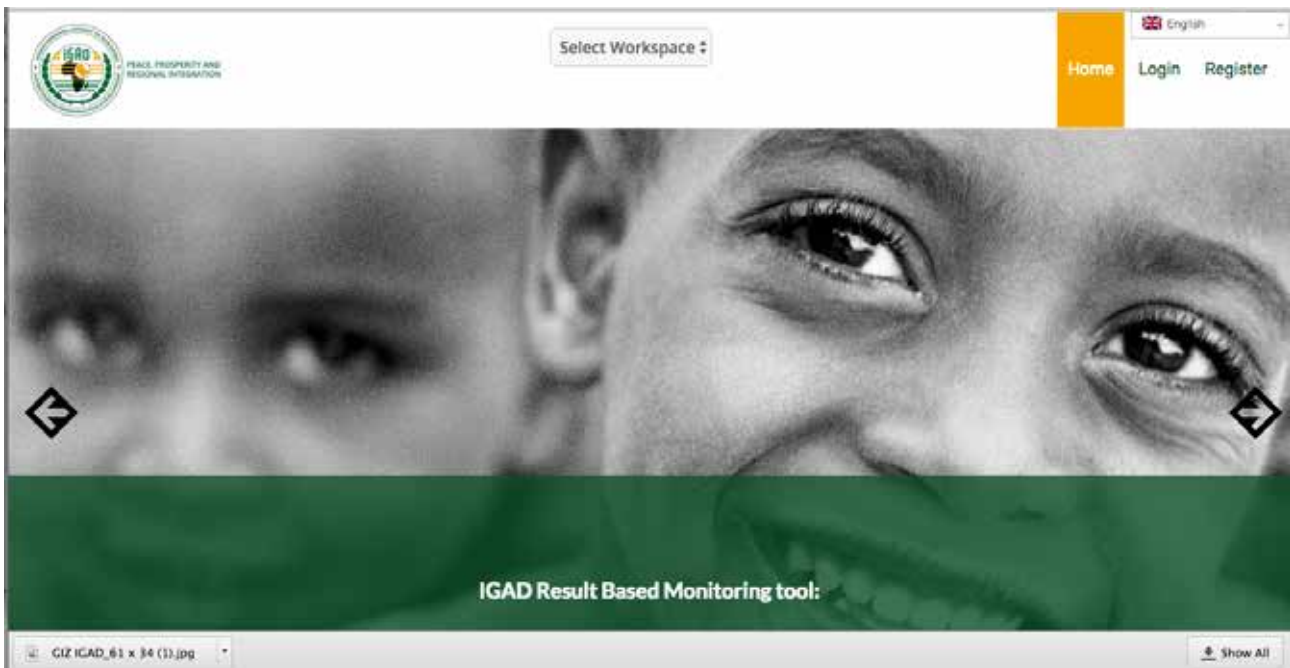 IGAD
PEACE, PROSPERITY AND
REGIONAL INTEGRATION
Select Workspace
English
Home
Login
Register
IGAD Result Based Monitoring tool:
GIZ IGAD_61 x 34 (1).jpg
Show All